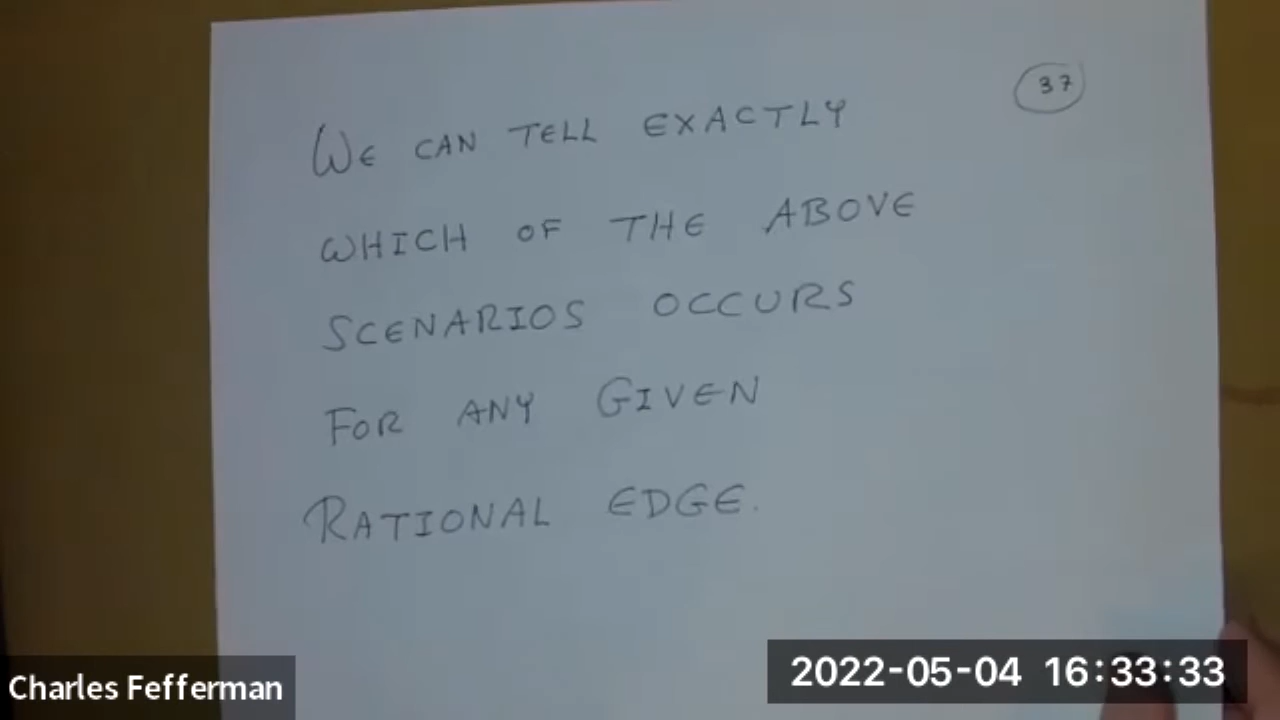 37
WE CAN TELL EXACTLY
WHICH OF THE ABOVE
SCENARIOS OCCURS
FOR ANY GIVEN
RATIONAL EDGE.
Charles Fefferman
2022-05-04 16:33:33